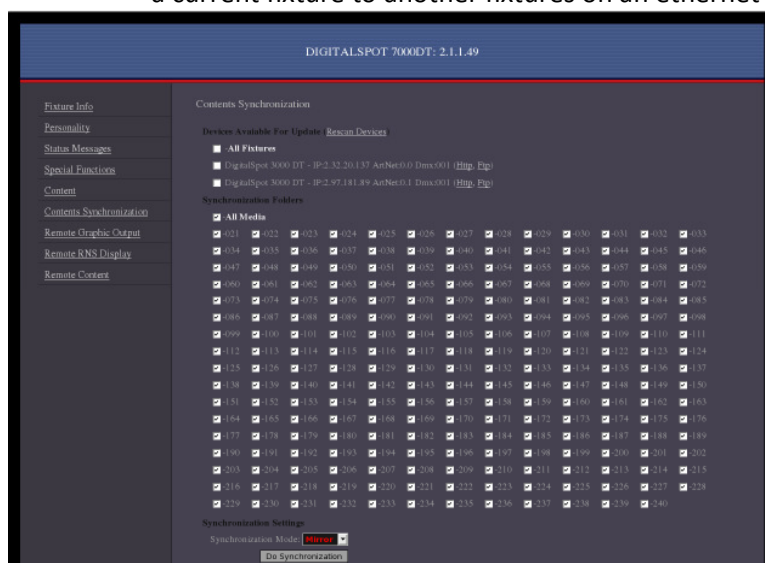 a current fixture to another fixtures on an ethernet
DIGITALSPOT 7000DT: 2.1.1.49
Fixture Info
Personality
Status Messages
Special Functions
Content
Contents Synchronization
Remote Graphic Output
Remote RNS Display
Remote Content
Contents Synchronization
Devices Available For Update (Rescan Devices)
-All Fixtures
DigitalSpot 3000 DT - IP:2.32.20.137 ArtNet:0.0 Dmx:001 (Http, Ftp)
DigitalSpot 3000 DT - IP:2.97.181.89 ArtNet:0.1 Dmx:001 (Http, Ftp)
Synchronization Folders
-All Media
-021 -022 -023 -024 -025 -026 -027 -028 -029 -030 -031 -032 -033
-034 -035 -036 -037 -038 -039 -040 -041 -042 -043 -044 -045 -046
-047 -048 -049 -050 -051 -052 -053 -054 -055 -056 -057 -058 -059
-060 -061 -062 -063 -064 -065 -066 -067 -068 -069 -070 -071 -072
-073 -074 -075 -076 -077 -078 -079 -080 -081 -082 -083 -084 -085
-086 -087 -088 -089 -090 -091 -092 -093 -094 -095 -096 -097 -098
-099 -100 -101 -102 -103 -104 -105 -106 -107 -108 -109 -110 -111
-112 -113 -114 -115 -116 -117 -118 -119 -120 -121 -122 -123 -124
-125 -126 -127 -128 -129 -130 -131 -132 -133 -134 -135 -136 -137
-138 -139 -140 -141 -142 -143 -144 -145 -146 -147 -148 -149 -150
-151 -152 -153 -154 -155 -156 -157 -158 -159 -160 -161 -162 -163
-164 -165 -166 -167 -168 -169 -170 -171 -172 -173 -174 -175 -176
-177 -178 -179 -180 -181 -182 -183 -184 -185 -186 -187 -188 -189
-190 -191 -192 -193 -194 -195 -196 -197 -198 -199 -200 -201 -202
-203 -204 -205 -206 -207 -208 -209 -210 -211 -212 -213 -214 -215
-216 -217 -218 -219 -220 -221 -222 -223 -224 -225 -226 -227 -228
-229 -230 -231 -232 -233 -234 -235 -236 -237 -238 -239 -240
Synchronization Settings
Synchronization Mode: Mirror
Do Synchronization